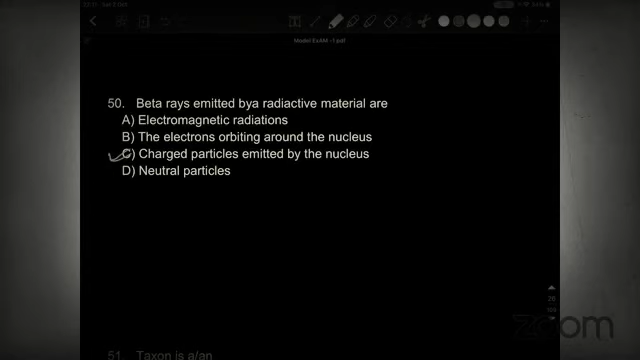 Model ExAM -1 pdf
50. Beta rays emitted bya radiactive material are
A) Electromagnetic radiations
B) The electrons orbiting around the nucleus
C) Charged particles emitted by the nucleus
D) Neutral particles
zoom
51. Taxon is a/an